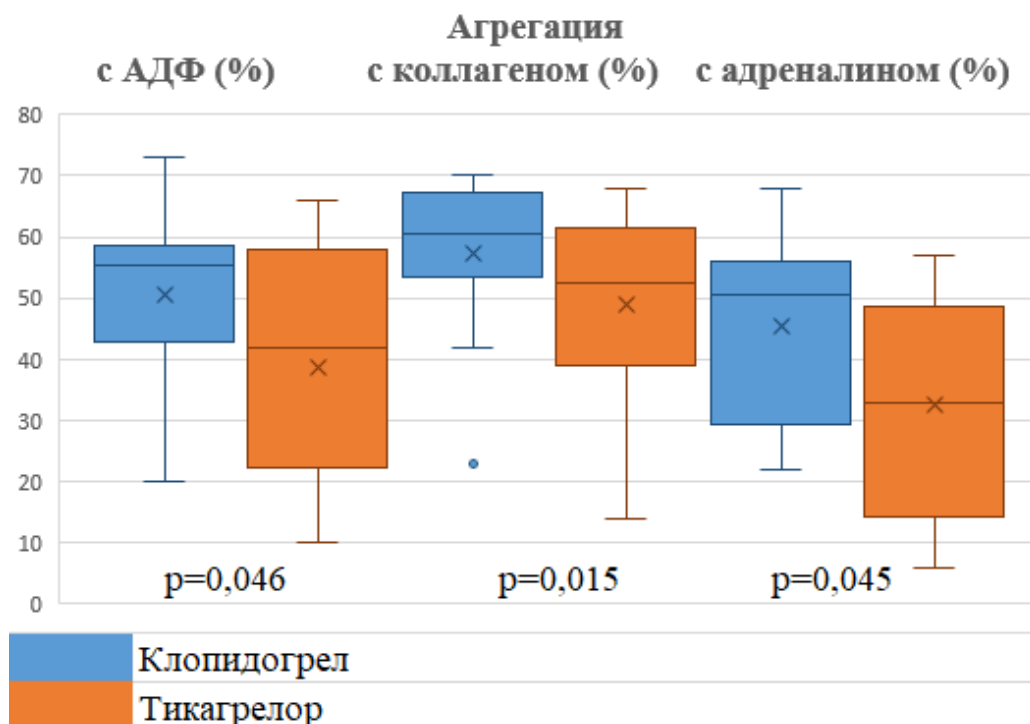 Агрегация
с АДФ (%) с коллагеном (%) с адреналином (%)
80
70
60
50
40
30
20
10
0
p=0,046 p=0,015 p=0,045
Клопидогрел
Тикагрелор